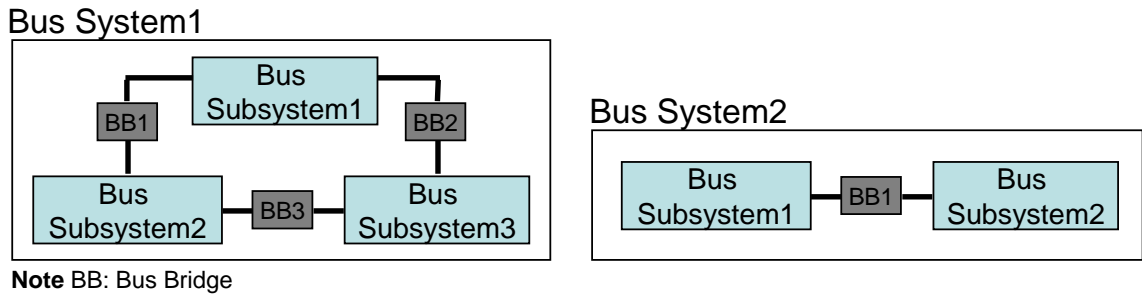 Bus System1
Bus
Subsystem1
BB1
BB2
Bus
Subsystem2
BB3
Bus
Subsystem3
Note BB: Bus Bridge
Bus System2
Bus
Subsystem1
BB1
Bus
Subsystem2